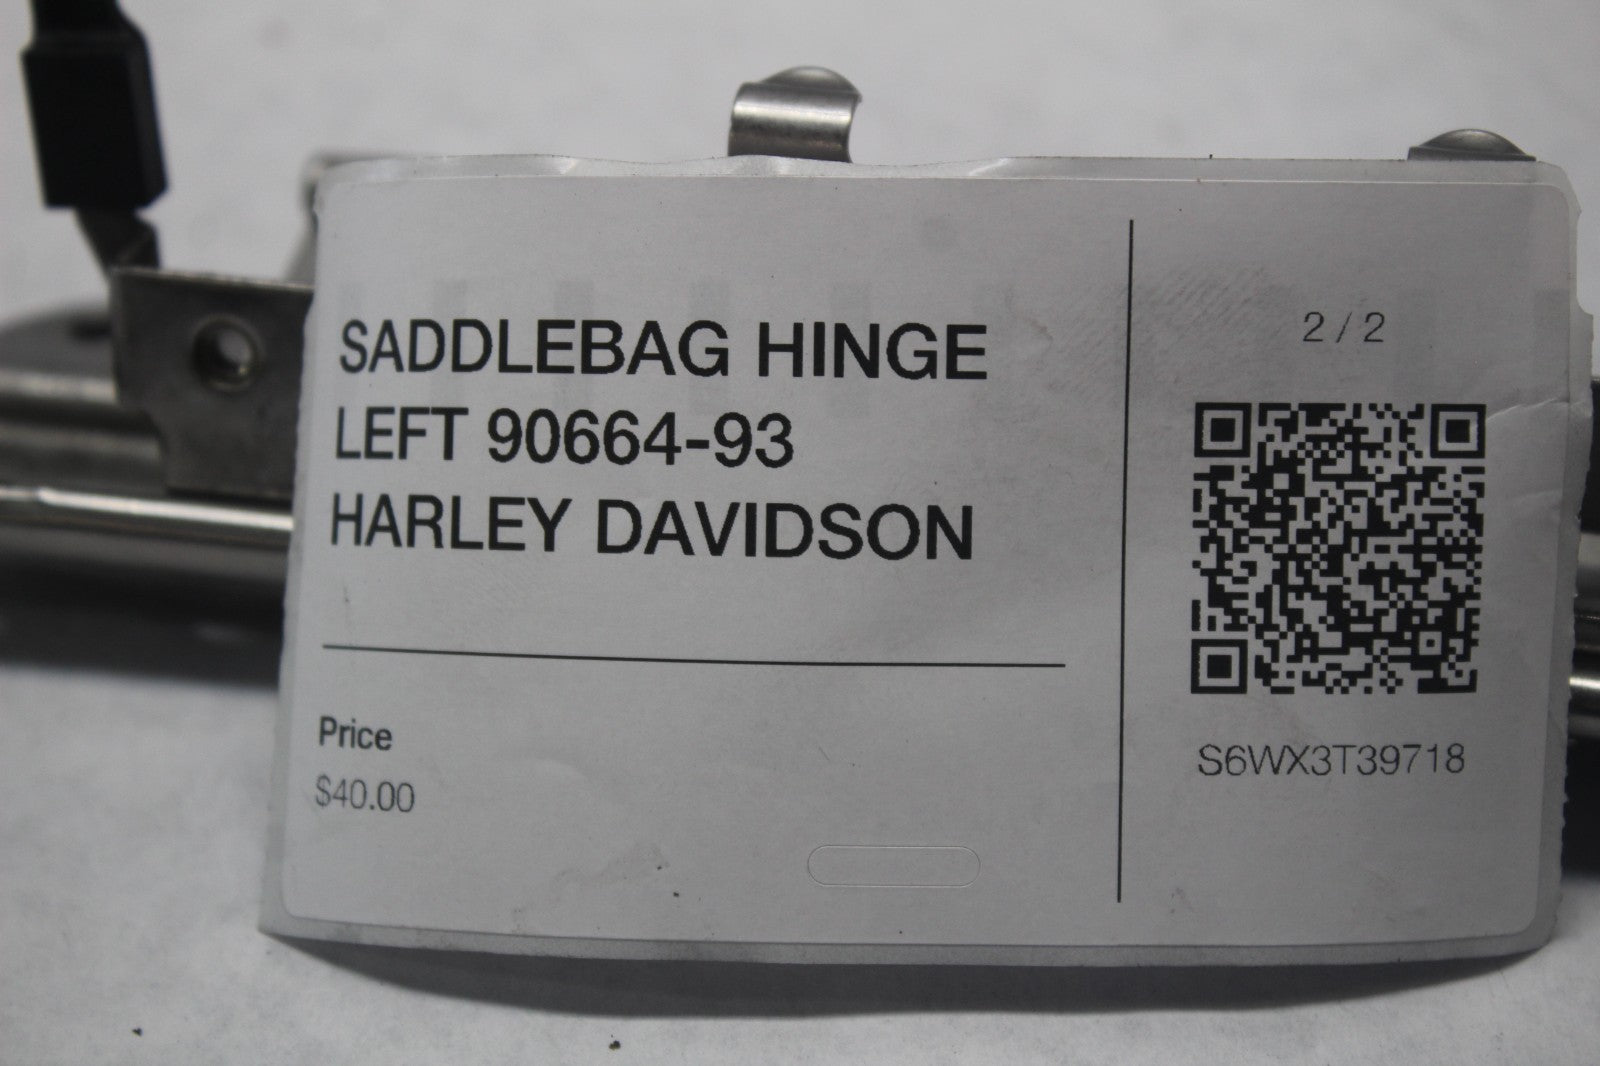 SADDLEBAG HINGE
LEFT 90664-93
HARLEY DAVIDSON
Price
$40.00
2 / 2
S6WX3T39718